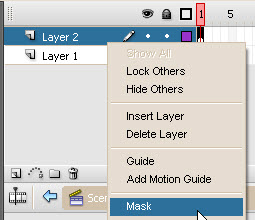 1 5
Layer 2
Show All
Layer 1
Lock Others
Hide Others
Insert Layer
Delete Layer
Guide
Add Motion Guide
Mask